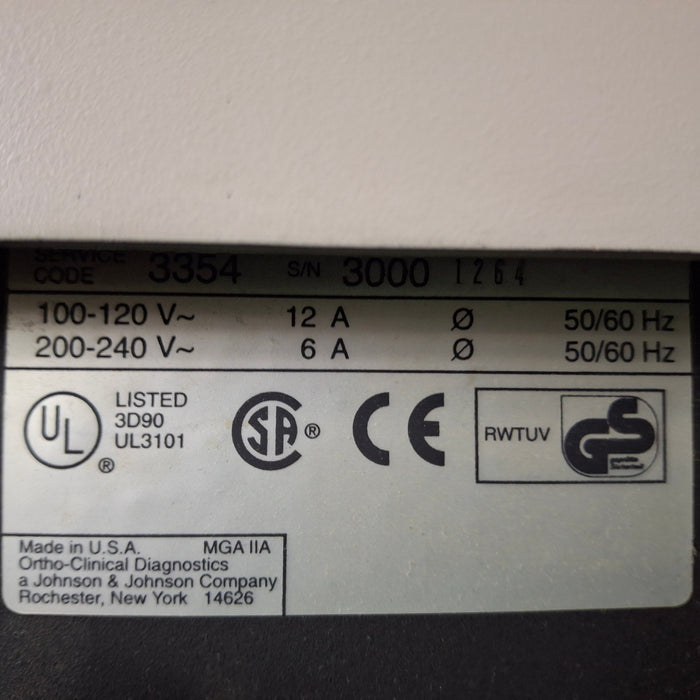 SERVICE
CODE 3354 S/N 3000 1264
100-120 V~ 12 A Ø 50/60 Hz
200-240 V~ 6 A Ø 50/60 Hz
UL ® LISTED
3D90
UL3101
SA ®
CE
RWTUV
GS
geprüfte
Sicherheit
Made in U.S.A. MGA IIA
Ortho-Clinical Diagnostics
a Johnson & Johnson Company
Rochester, New York 14626